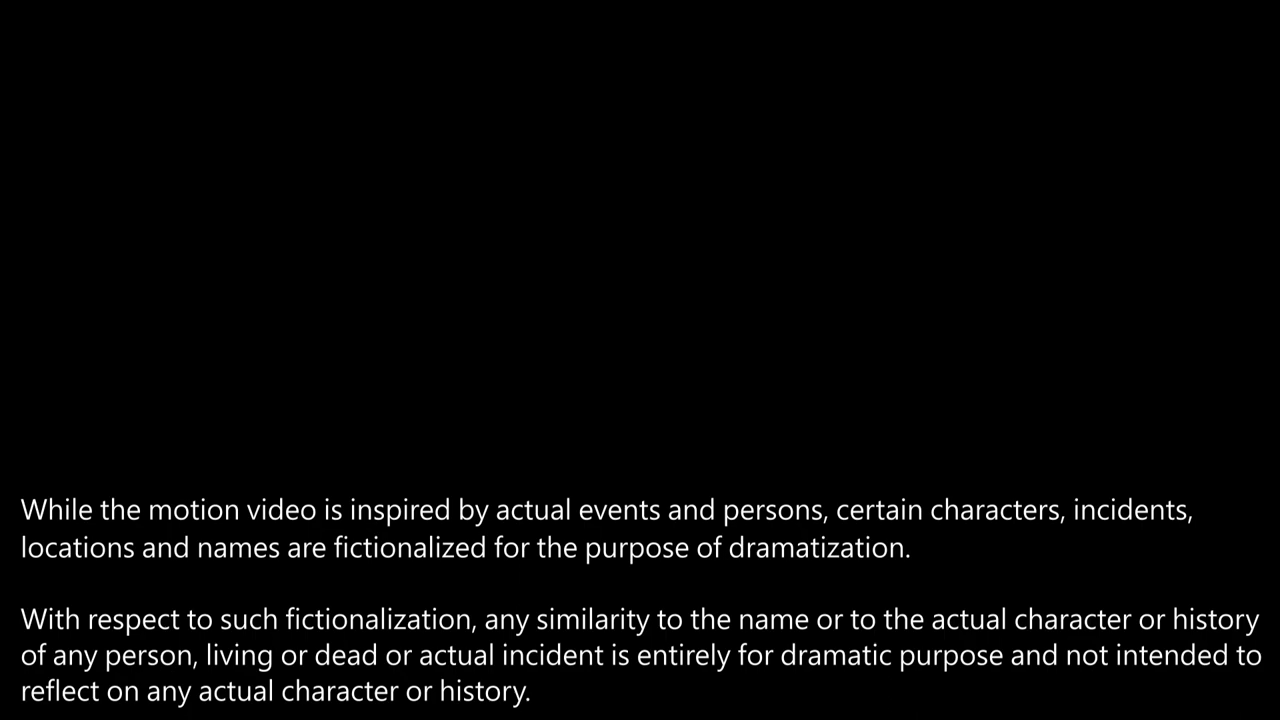 While the motion video is inspired by actual events and persons, certain characters, incidents,
locations and names are fictionalized for the purpose of dramatization.
With respect to such fictionalization, any similarity to the name or to the actual character or history
of any person, living or dead or actual incident is entirely for dramatic purpose and not intended to
reflect on any actual character or history.